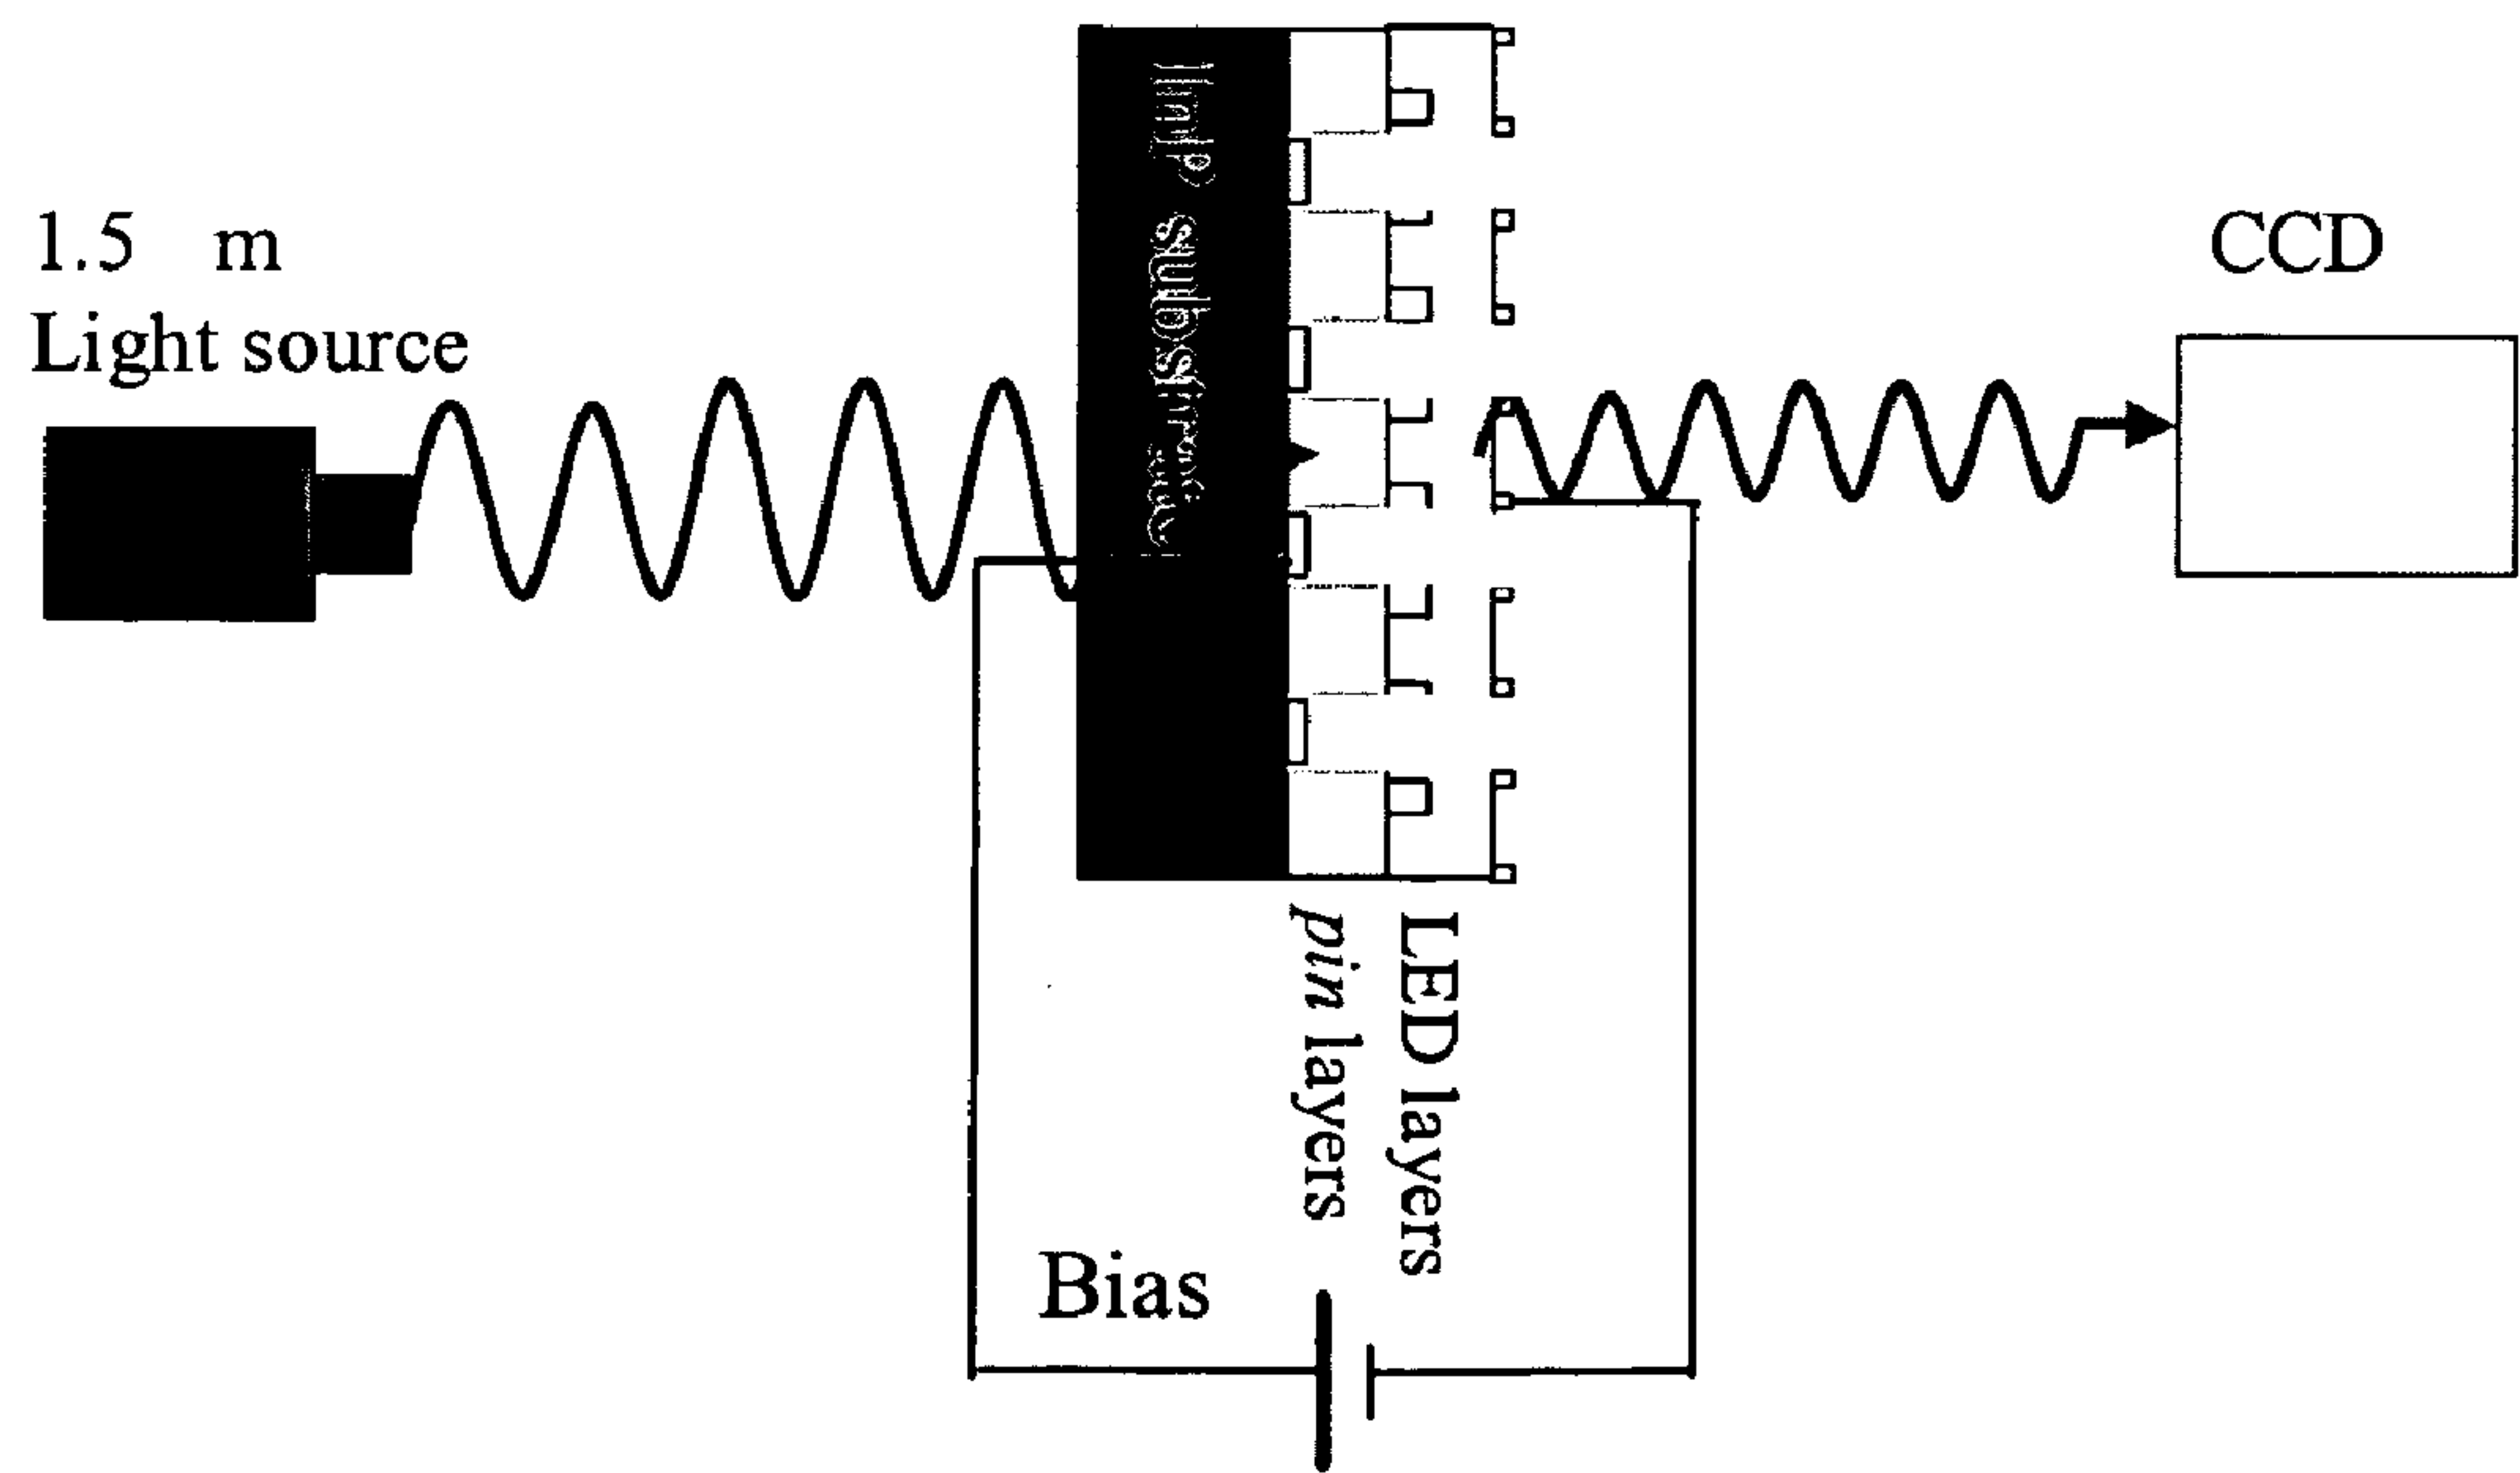 1.5 m
Light source
InP substrate
CCD
LED layers
pin layers
Bias